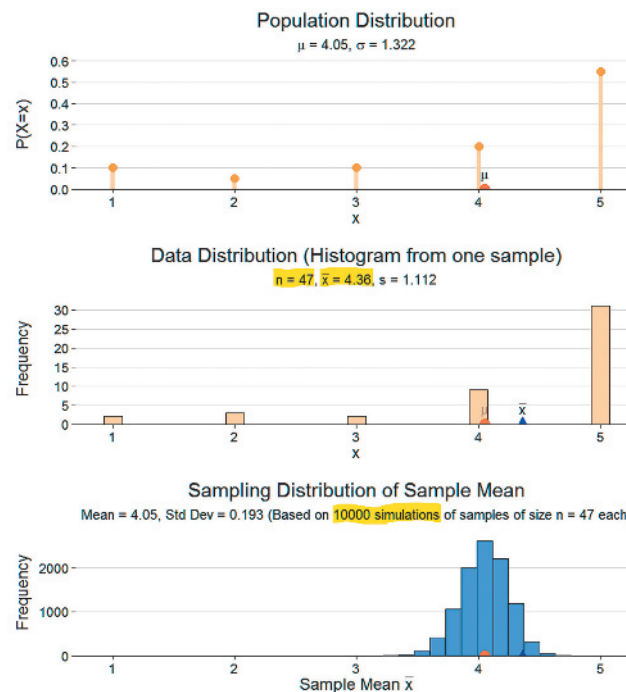 Population Distribution
μ = 4.05, σ = 1.322
0.6
0.5
0.4
0.3
0.2
0.1
0.0
P(X=x)
μ
1 2 3 4 5
X
Data Distribution (Histogram from one sample)
n = 47, x̄ = 4.36, s = 1.112
30
25
20
15
10
5
0
Frequency
μ x̄
1 2 3 4 5
X
Sampling Distribution of Sample Mean
Mean = 4.05, Std Dev = 0.193 (Based on 10000 simulations of samples of size n = 47 each
2000
1000
0
Frequency
1 2 3 4 5
Sample Mean x̄